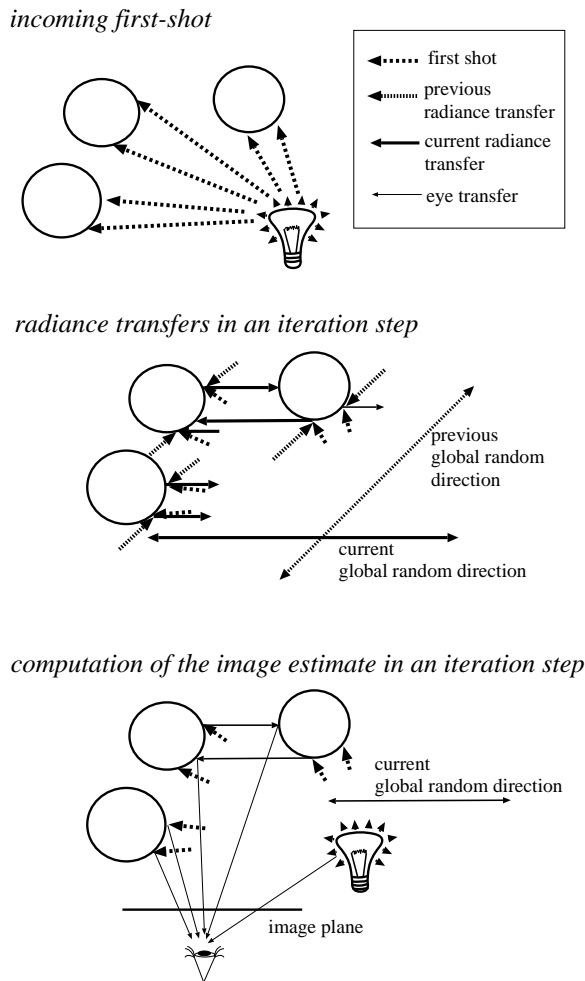 incoming first-shot
first shot
previous
radiance transfer
current radiance
transfer
eye transfer
radiance transfers in an iteration step
previous
global random
direction
current
global random direction
computation of the image estimate in an iteration step
current
global random direction
image plane